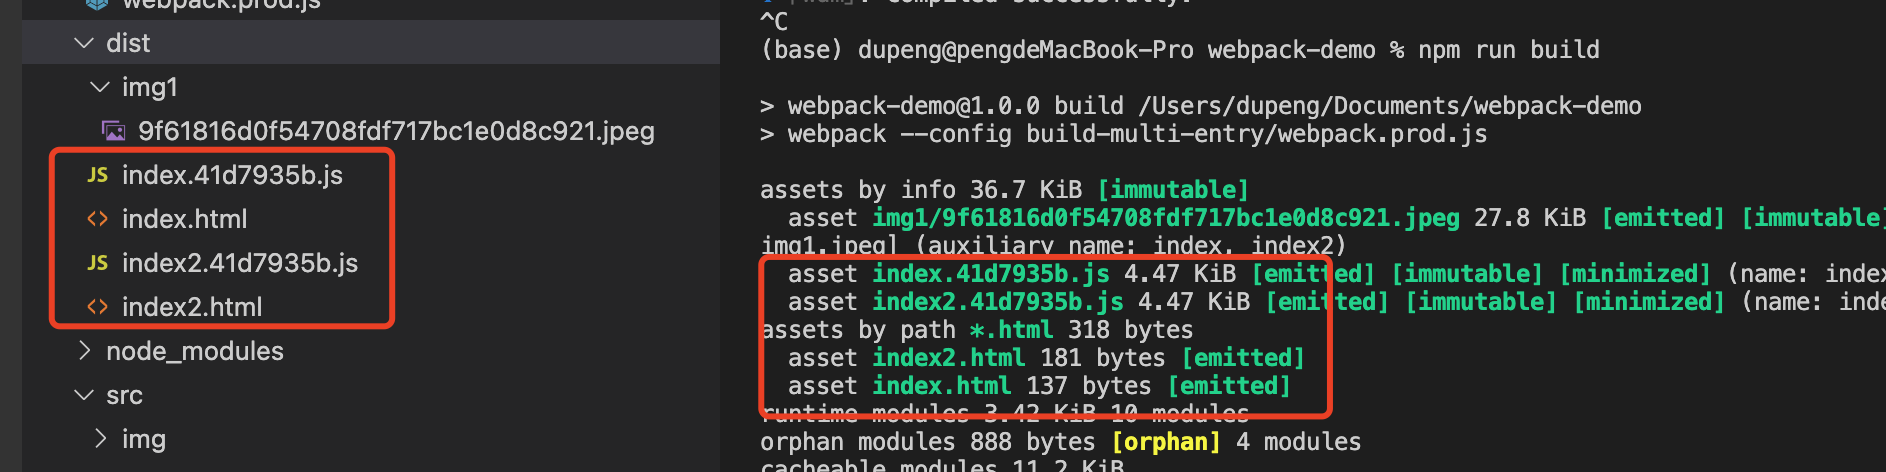 webpack.prod.js
dist
img1
9f61816d0f54708fdf717bc1e0d8c921.jpeg
JS index.41d7935b.js
<> index.html
JS index2.41d7935b.js
<> index2.html
node_modules
src
img
compiled successfully.
^C
(base) dupeng@pengdeMacBook-Pro webpack-demo % npm run build
> webpack-demo@1.0.0 build /Users/dupeng/Documents/webpack-demo
> webpack --config build-multi-entry/webpack.prod.js
assets by info 36.7 KiB [immutable]
asset img1/9f61816d0f54708fdf717bc1e0d8c921.jpeg 27.8 KiB [emitted] [immutable]
img1.jpeg] (auxiliary name: index, index2)
asset index.41d7935b.js 4.47 KiB [emitted] [immutable] [minimized] (name: inde
asset index2.41d7935b.js 4.47 KiB [emitted] [immutable] [minimized] (name: inde
assets by path *.html 318 bytes
asset index2.html 181 bytes [emitted]
asset index.html 137 bytes [emitted]
runtime modules 3.42 KiB 10 modules
orphan modules 888 bytes [orphan] 4 modules
cacheable modules 11.2 KiB